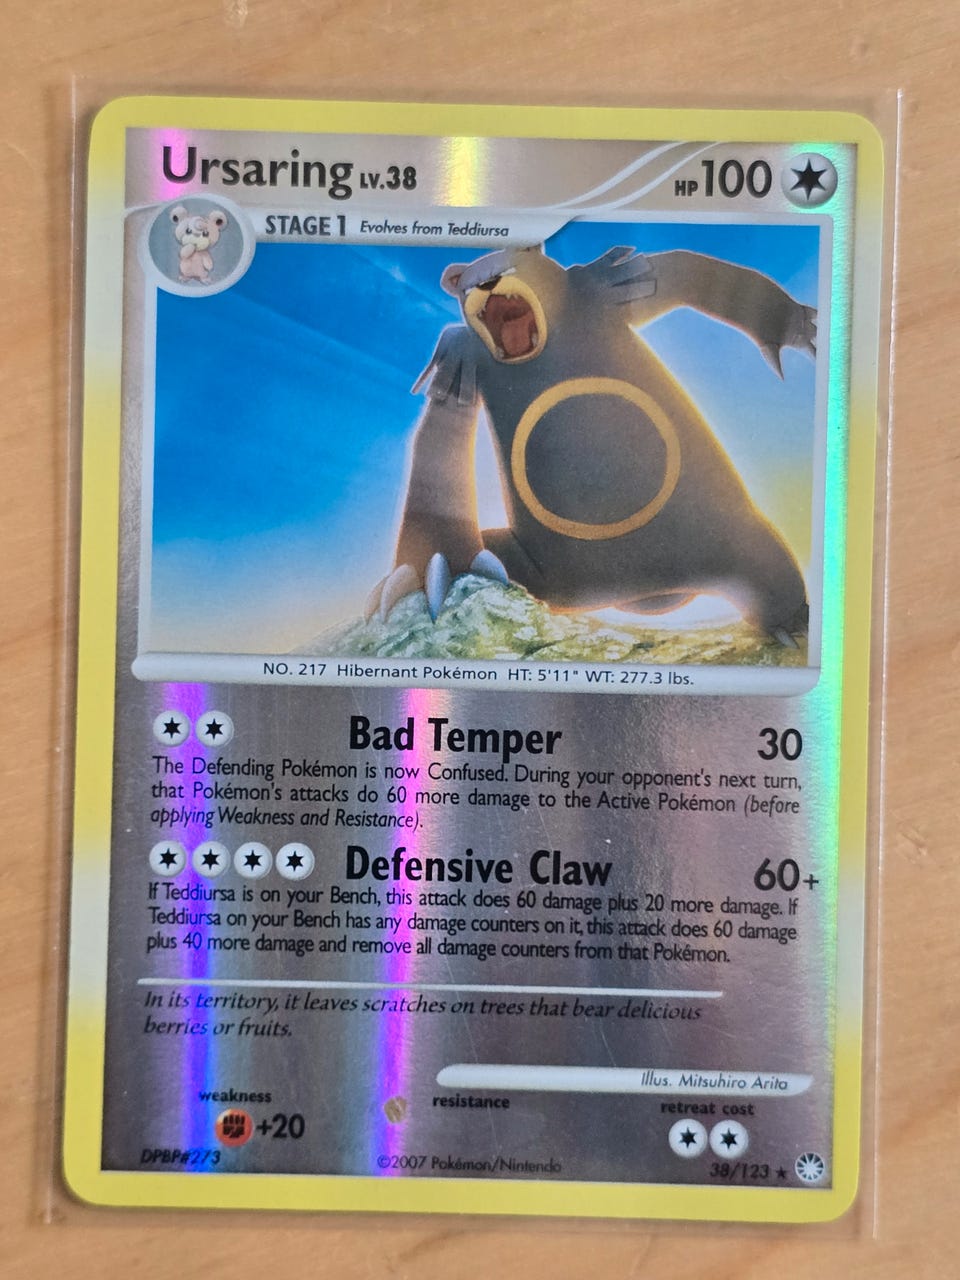 Ursaring LV.38 HP 100
STAGE 1 Evolves from Teddiursa
NO. 217 Hibernant Pokémon HT: 5'11" WT: 277.3 lbs.
Bad Temper 30
The Defending Pokémon is now Confused. During your opponent's next turn,
that Pokémon's attacks do 60 more damage to the Active Pokémon (before
applying Weakness and Resistance).
Defensive Claw 60+
If Teddiursa is on your Bench, this attack does 60 damage plus 20 more damage. If
Teddiursa on your Bench has any damage counters on it, this attack does 60 damage
plus 40 more damage and remove all damage counters from that Pokémon.
In its territory, it leaves scratches on trees that bear delicious
berries or fruits.
Illus. Mitsuhiro Arita
weakness resistance retreat cost
+20
DPBP#273 ©2007 Pokémon/Nintendo 38/123 ★